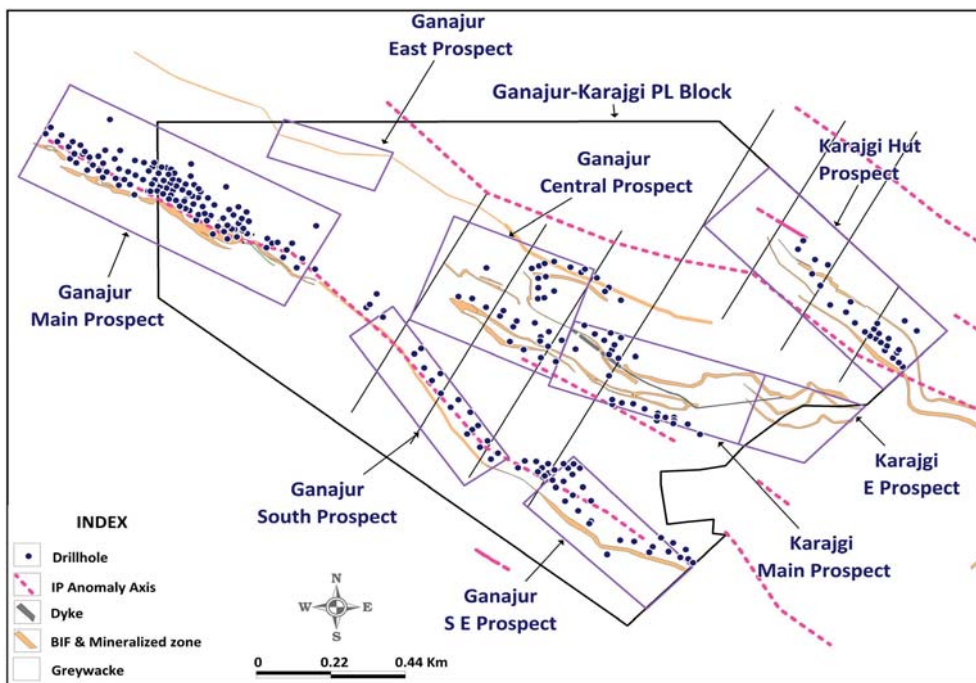 Ganajur
East Prospect
Ganajur-Karajgi PL Block
Ganajur
Central Prospect
Karajgi Hut
Prospect
Ganajur
Main Prospect
Ganajur
South Prospect
Karajgi
E Prospect
Karajgi
Main Prospect
Ganajur
S E Prospect
INDEX
Drillhole
IP Anomaly Axis
Dyke
BIF & Mineralized zone
Greywacke
N
W E
S
0 0.22 0.44 Km